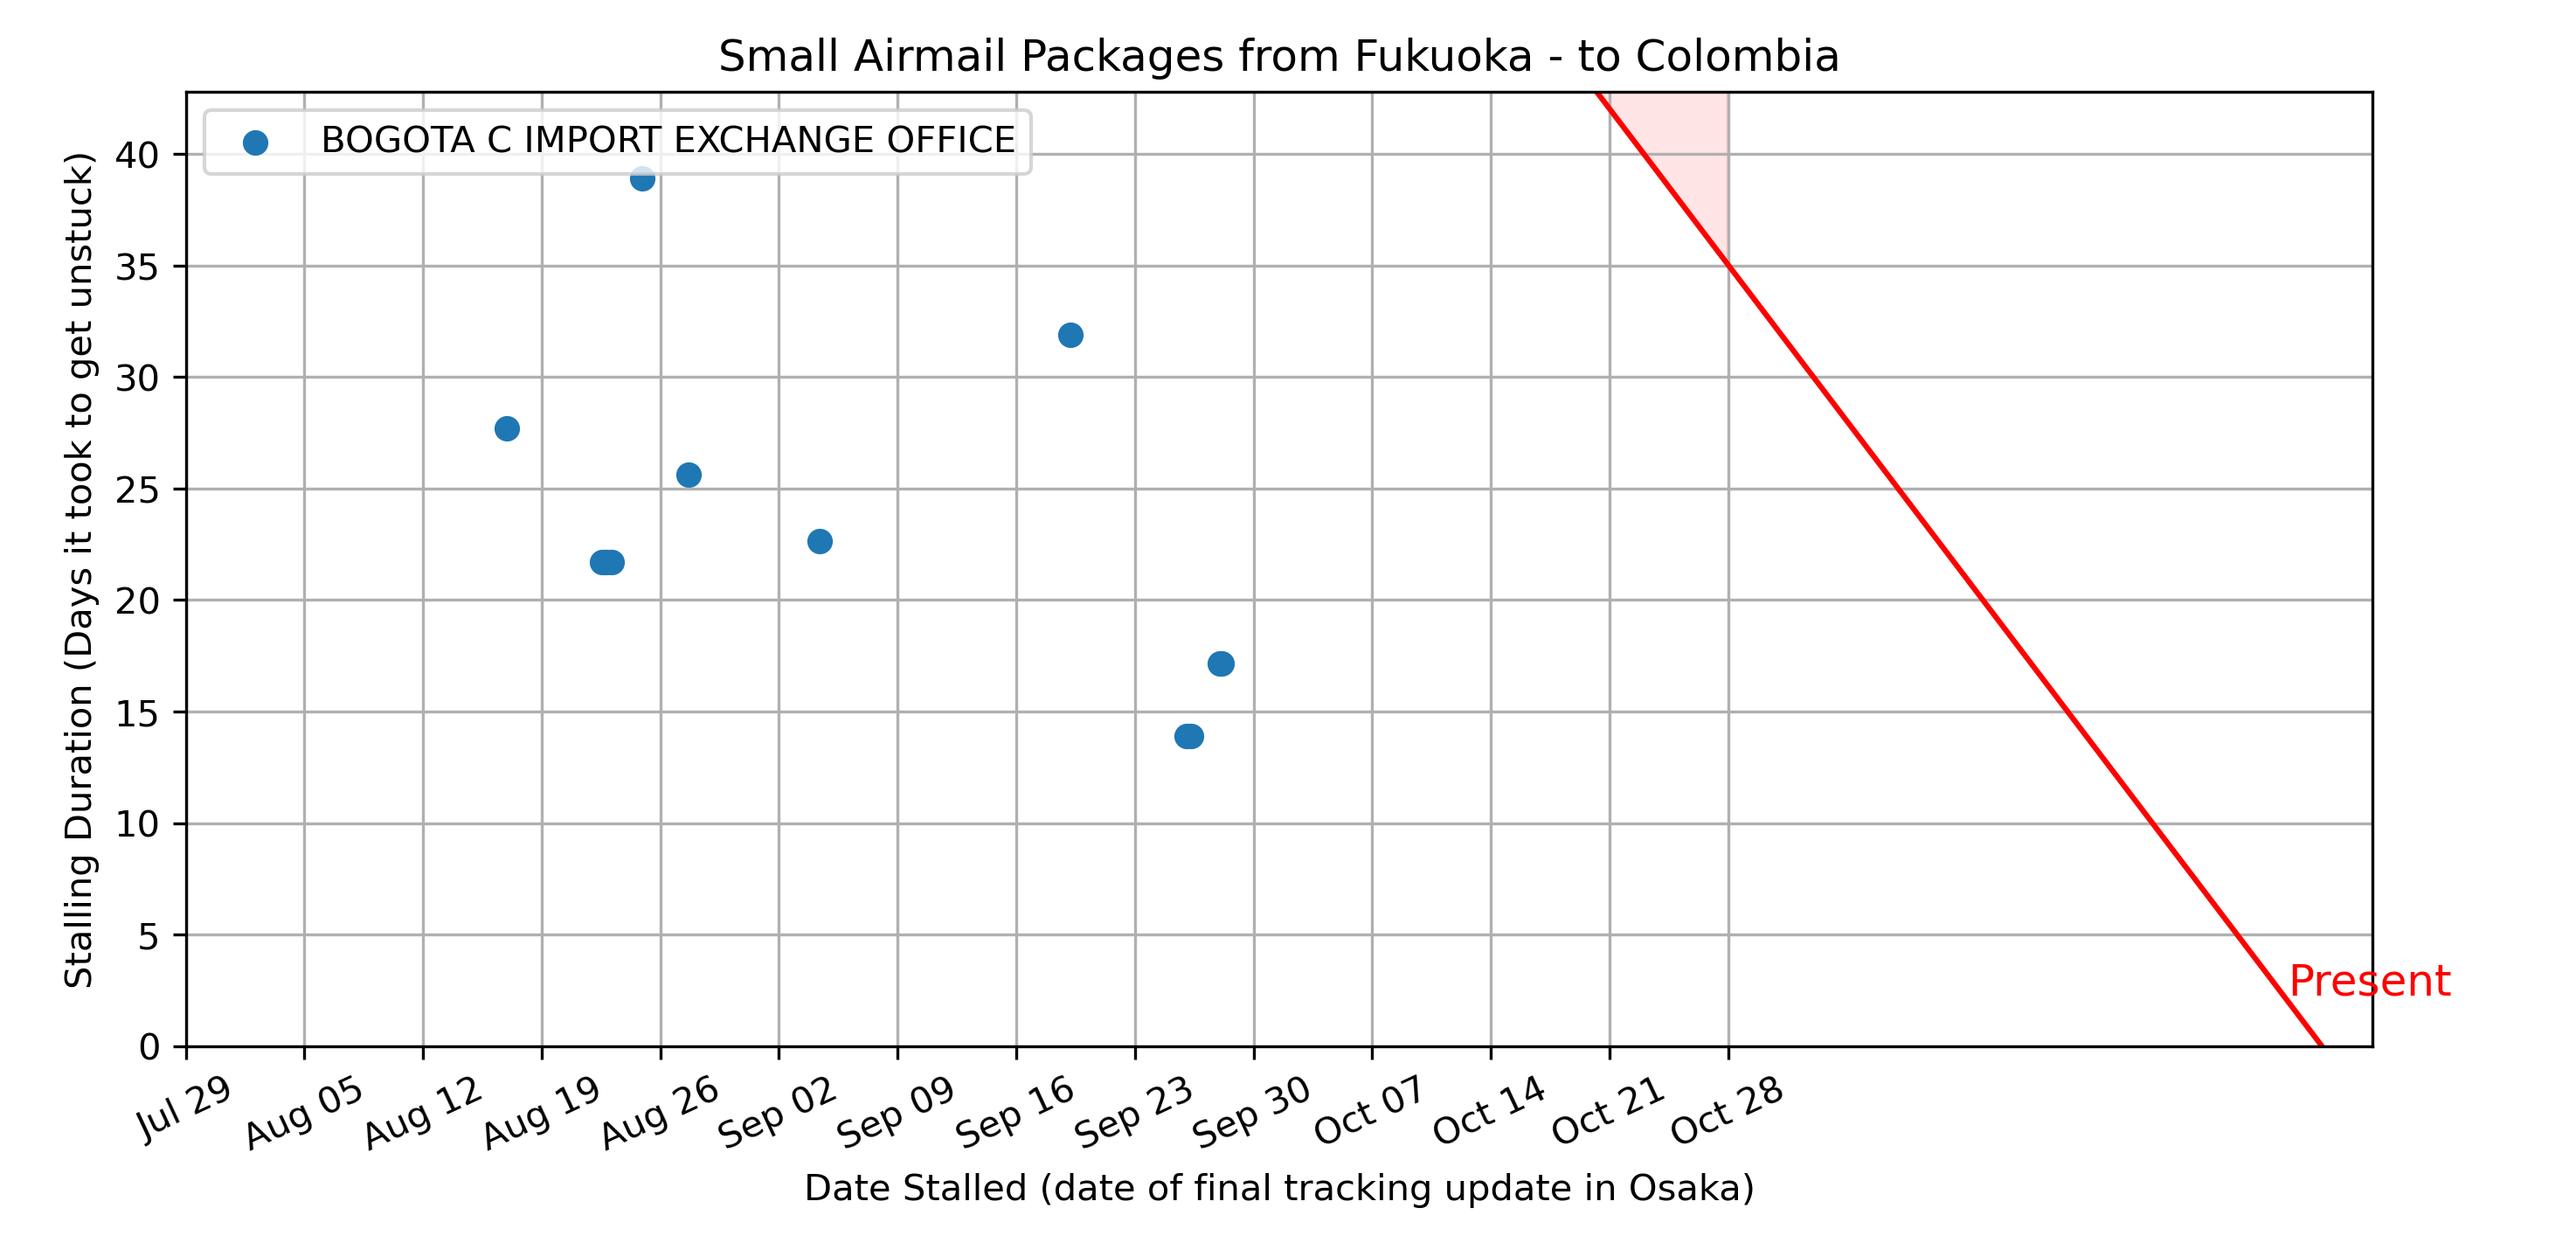 Small Airmail Packages from Fukuoka - to Colombia
BOGOTA C IMPORT EXCHANGE OFFICE
Stalling Duration (Days it took to get unstuck)
40
35
30
25
20
15
10
5
0
Present
Jul 29
Aug 05
Aug 12
Aug 19
Aug 26
Sep 02
Sep 09
Sep 16
Sep 23
Sep 30
Oct 07
Oct 14
Oct 21
Oct 28
Date Stalled (date of final tracking update in Osaka)